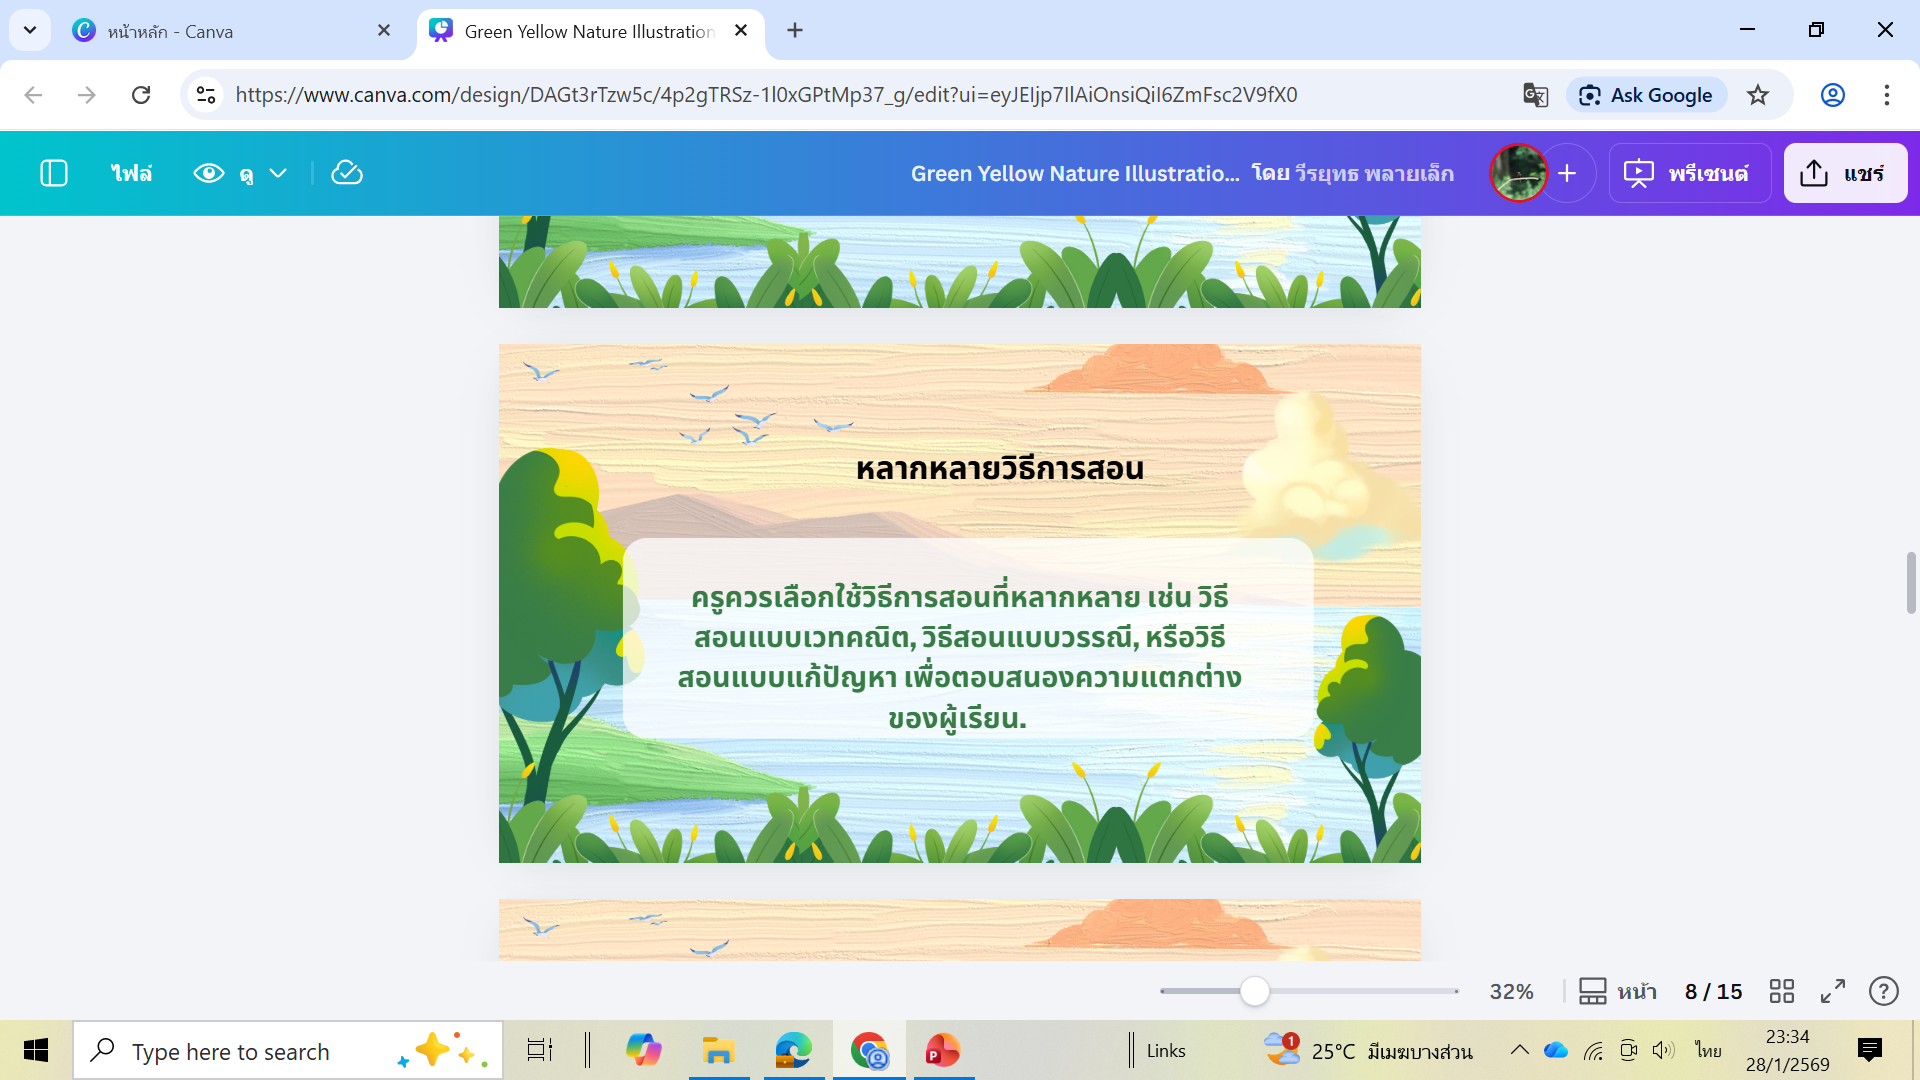 หน้าหลัก - Canva
Green Yellow Nature Illustration
https://www.canva.com/design/DAGt3rTzw5c/4p2gTRSz-1l0xGPtMp37_g/edit?ui=eyJEIjp7IlAiOnsiQiI6ZmFsc2V9fX0
Ask Google
ไฟล์
ดู
Green Yellow Nature Illustratio...
โดย วีรยุทธ พลายเล็ก
พรีเซนต์
แชร์
หลากหลายวิธีการสอน
ครูควรเลือกใช้วิธีการสอนที่หลากหลาย เช่น วิธี
สอนแบบเวทคณิต, วิธีสอนแบบวรรณี, หรือวิธี
สอนแบบแก้ปัญหา เพื่อตอบสนองความแตกต่าง
ของผู้เรียน.
32%
หน้า
8 / 15
Type here to search
Links
1
25°C มีเมฆบางส่วน
ไทย
23:34
28/1/2569